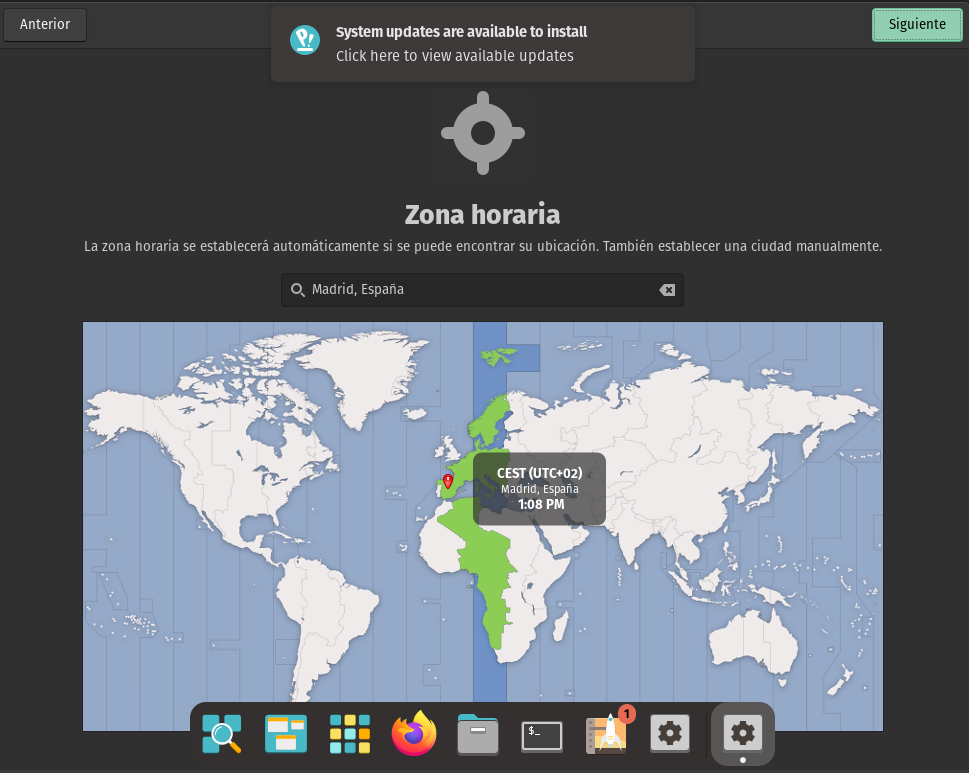 Anterior
System updates are available to install
Click here to view available updates
Siguiente
Zona horaria
La zona horaria se establecerá automáticamente si se puede encontrar su ubicación. También establecer una ciudad manualmente.
Madrid, España
CEST (UTC+02)
Madrid, España
1:08 PM
$_
1